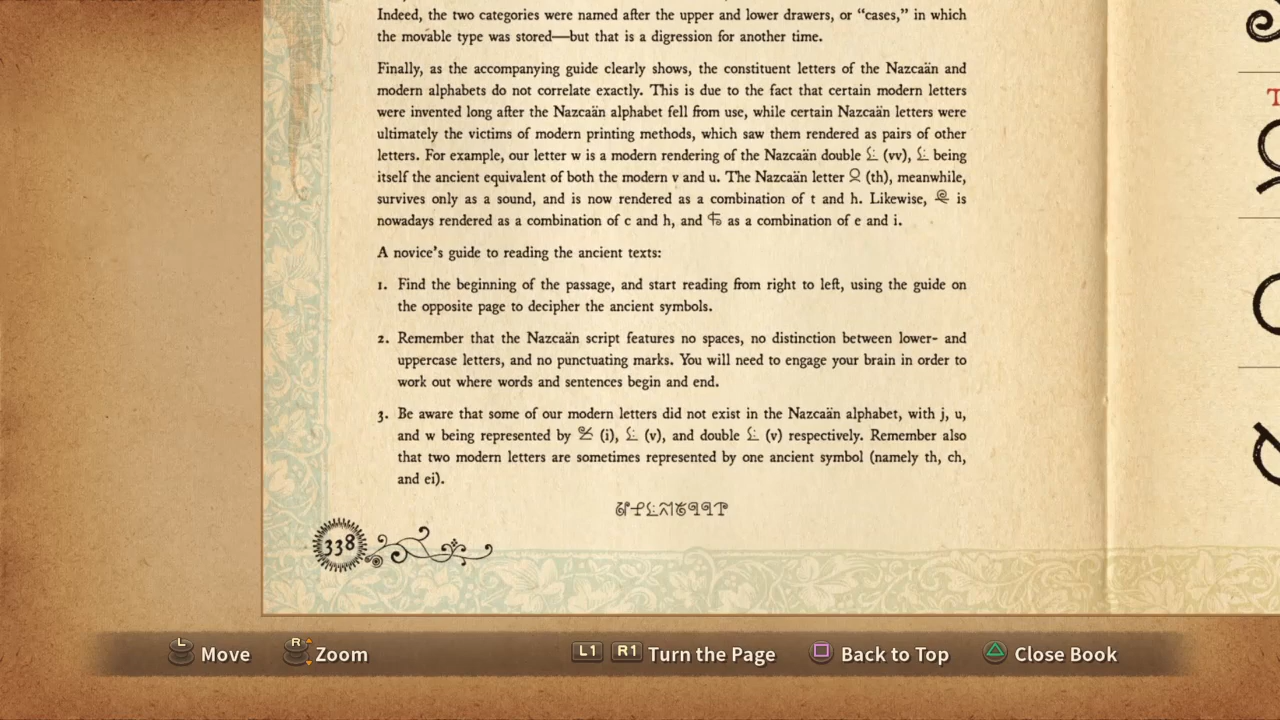 Indeed, the two categories were named after the upper and lower drawers, or “cases,” in which
the movable type was stored—but that is a digression for another time.
Finally, as the accompanying guide clearly shows, the constituent letters of the Nazcaän and
modern alphabets do not correlate exactly. This is due to the fact that certain modern letters
were invented long after the Nazcaän alphabet fell from use, while certain Nazcaän letters were
ultimately the victims of modern printing methods, which saw them rendered as pairs of other
letters. For example, our letter w is a modern rendering of the Nazcaän double (vv), being
itself the ancient equivalent of both the modern v and u. The Nazcaän letter (th), meanwhile,
survives only as a sound, and is now rendered as a combination of t and h. Likewise, is
nowadays rendered as a combination of c and h, and as a combination of e and i.
A novice’s guide to reading the ancient texts:
1. Find the beginning of the passage, and start reading from right to left, using the guide on
the opposite page to decipher the ancient symbols.
2. Remember that the Nazcaän script features no spaces, no distinction between lower- and
uppercase letters, and no punctuating marks. You will need to engage your brain in order to
work out where words and sentences begin and end.
3. Be aware that some of our modern letters did not exist in the Nazcaän alphabet, with j, u,
and w being represented by (i), (v), and double (v) respectively. Remember also
that two modern letters are sometimes represented by one ancient symbol (namely th, ch,
and ei).
338
L Move R Zoom L1 R1 Turn the Page Back to Top Close Book